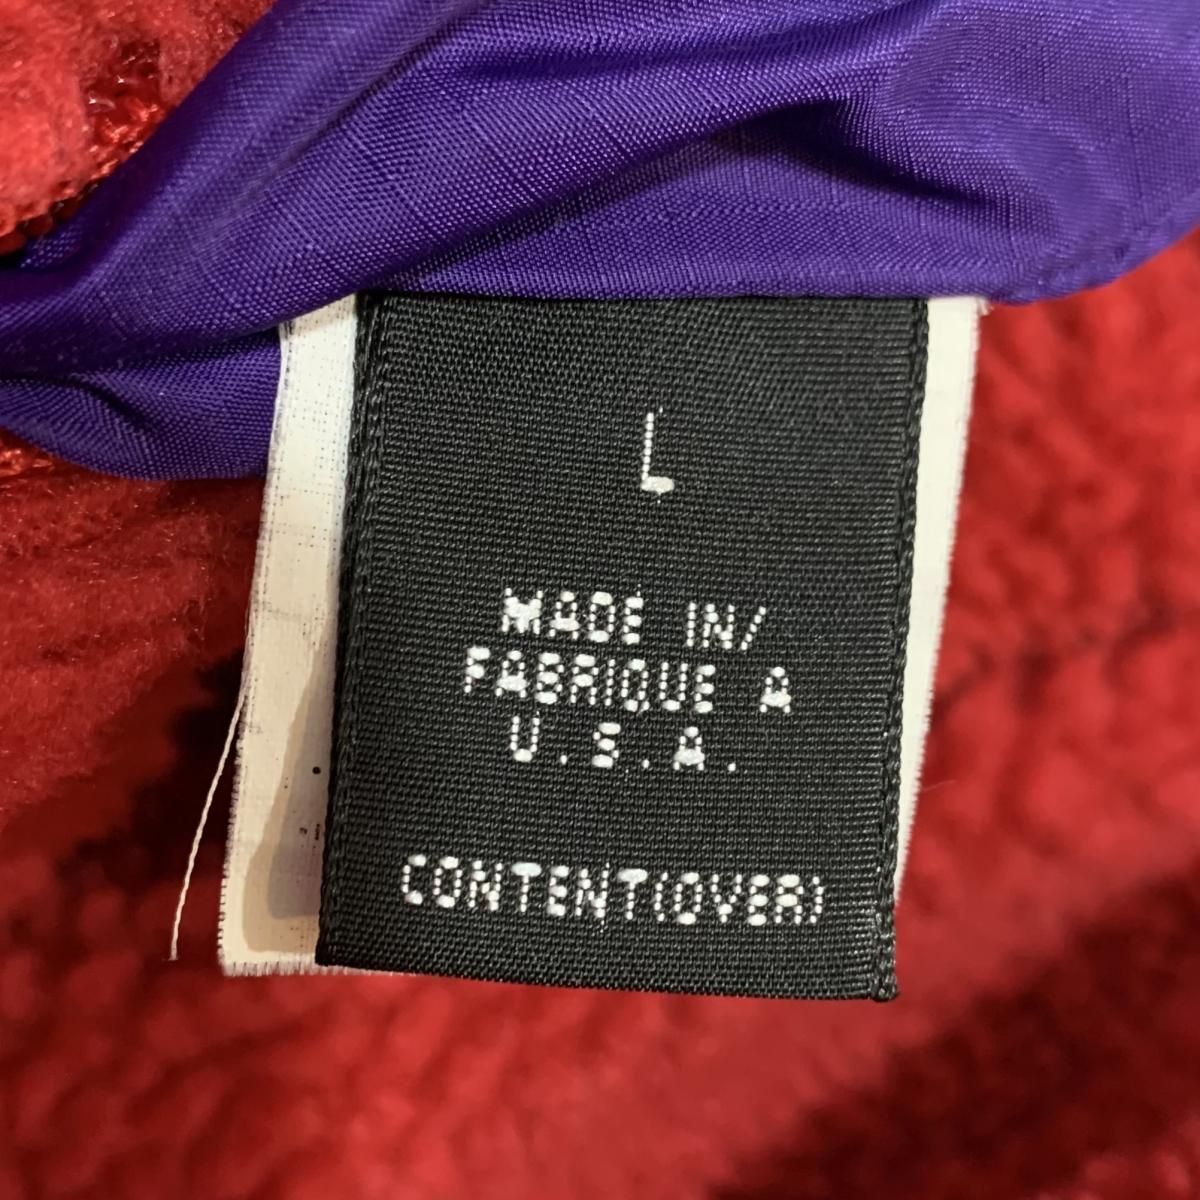 L
MADE IN/
FABRIQUE A
U.S.A.
CONTENT(OVER)